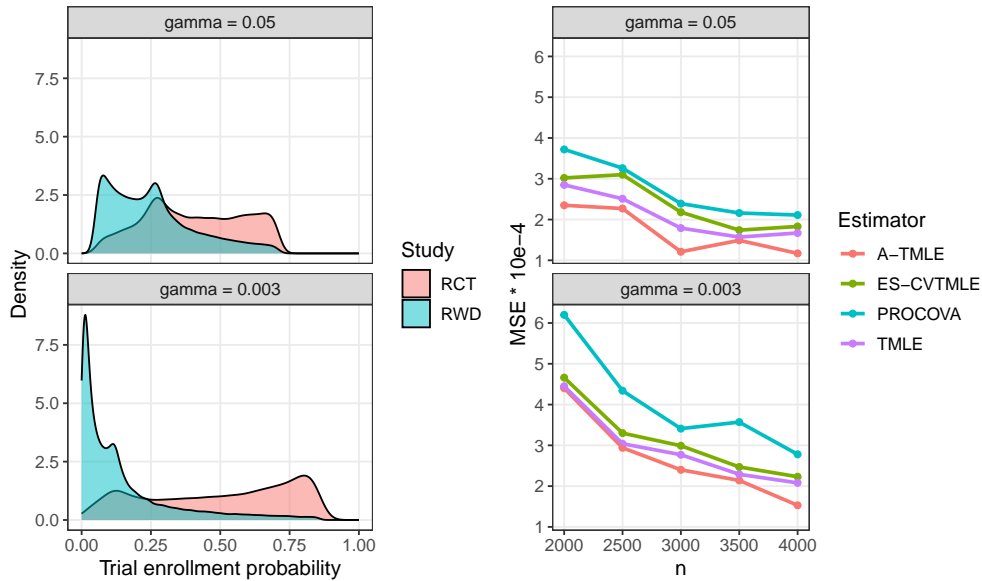 gamma = 0.05
7.5
5.0
2.5
0.0
gamma = 0.003
7.5
5.0
2.5
0.0
0.00 0.25 0.50 0.75 1.00
Trial enrollment probability
Density
Study
RCT
RWD
gamma = 0.05
6
5
4
3
2
1
gamma = 0.003
6
5
4
3
2
1
2000 2500 3000 3500 4000
n
MSE * 10e−4
Estimator
A−TMLE
ES−CVTMLE
PROCOVA
TMLE